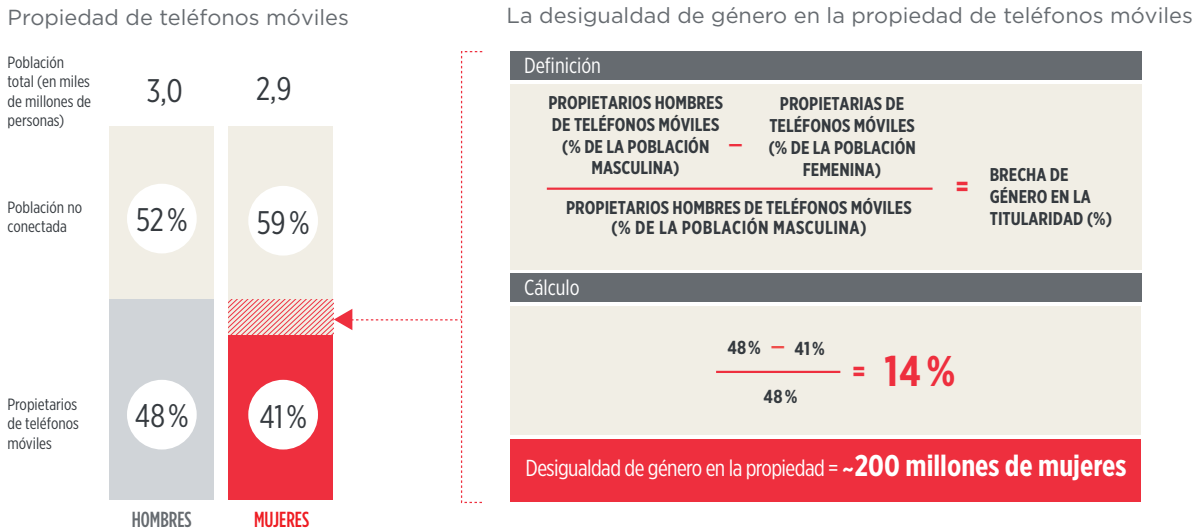 Propiedad de teléfonos móviles
Población
total (en miles
de millones de
personas)
3,0
2,9
Población no
conectada
52%
59%
Propietarios
de teléfonos
móviles
48%
41%
HOMBRES
MUJERES
La desigualdad de género en la propiedad de teléfonos móviles
Definición
PROPIETARIOS HOMBRES
DE TELÉFONOS MÓVILES
(% DE LA POBLACIÓN
MASCULINA)
–
PROPIETARIAS DE
TELÉFONOS MÓVILES
(% DE LA POBLACIÓN
FEMENINA)
PROPIETARIOS HOMBRES DE TELÉFONOS MÓVILES
(% DE LA POBLACIÓN MASCULINA)
=
BRECHA DE
GÉNERO EN LA
TITULARIDAD (%)
Cálculo
48% – 41%
48%
= 14%
Desigualdad de género en la propiedad = ~200 millones de mujeres